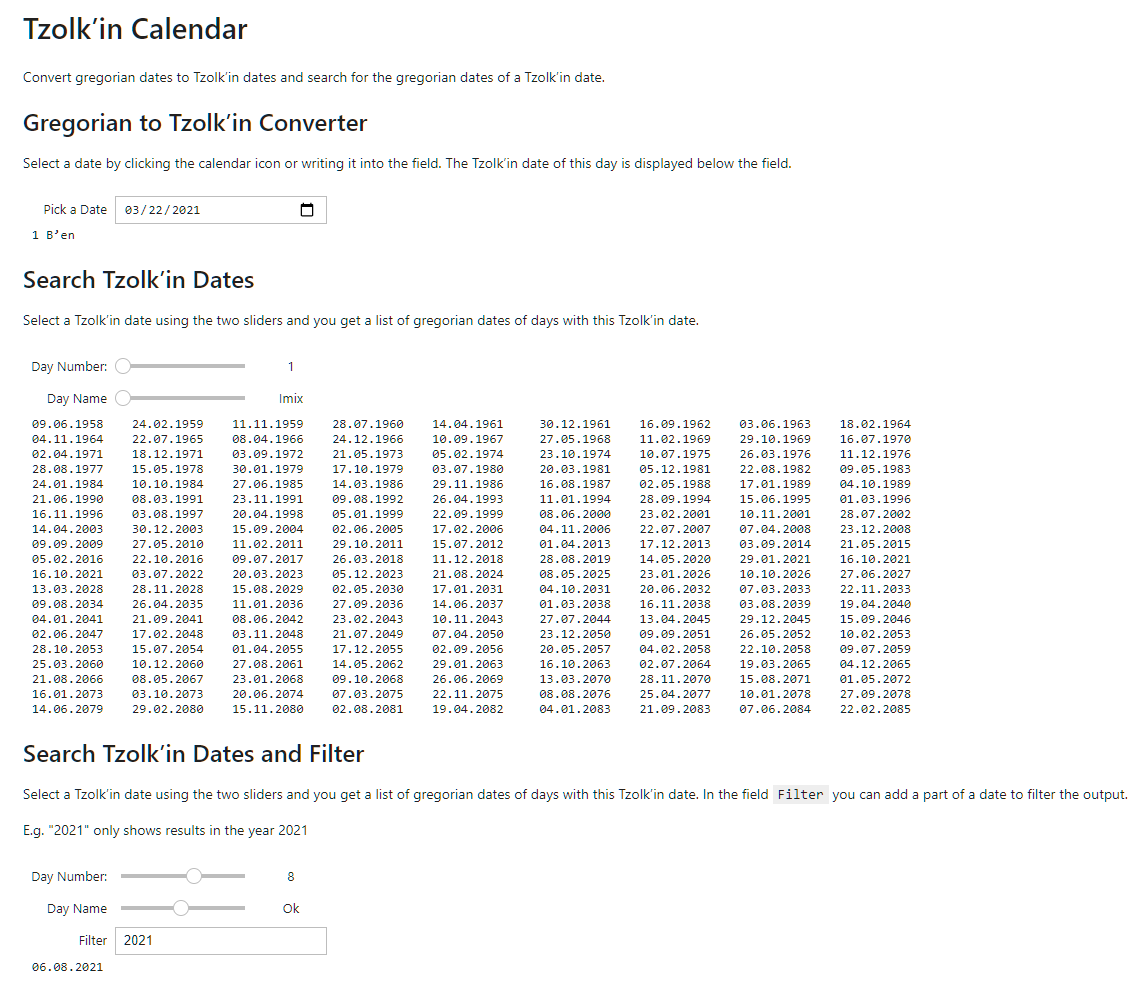 Tzolk’in Calendar
Convert gregorian dates to Tzolk’in dates and search for the gregorian dates of a Tzolk’in date.
Gregorian to Tzolk’in Converter
Select a date by clicking the calendar icon or writing it into the field. The Tzolk’in date of this day is displayed below the field.
Pick a Date 03/22/2021
1 B’en
Search Tzolk’in Dates
Select a Tzolk’in date using the two sliders and you get a list of gregorian dates of days with this Tzolk’in date.
Day Number: 1
Day Name Imix
09.06.1958 24.02.1959 11.11.1959 28.07.1960 14.04.1961 30.12.1961 16.09.1962 03.06.1963 18.02.1964
04.11.1964 22.07.1965 08.04.1966 24.12.1966 10.09.1967 27.05.1968 11.02.1969 29.10.1969 16.07.1970
02.04.1971 18.12.1971 03.09.1972 21.05.1973 05.02.1974 23.10.1974 10.07.1975 26.03.1976 11.12.1976
28.08.1977 15.05.1978 30.01.1979 17.10.1979 03.07.1980 20.03.1981 05.12.1981 22.08.1982 09.05.1983
24.01.1984 10.10.1984 27.06.1985 14.03.1986 29.11.1986 16.08.1987 02.05.1988 17.01.1989 04.10.1989
21.06.1990 08.03.1991 23.11.1991 09.08.1992 26.04.1993 11.01.1994 28.09.1994 15.06.1995 01.03.1996
16.11.1996 03.08.1997 20.04.1998 05.01.1999 22.09.1999 08.06.2000 23.02.2001 10.11.2001 28.07.2002
14.04.2003 30.12.2003 15.09.2004 02.06.2005 17.02.2006 04.11.2006 22.07.2007 07.04.2008 23.12.2008
09.09.2009 27.05.2010 11.02.2011 29.10.2011 15.07.2012 01.04.2013 17.12.2013 03.09.2014 21.05.2015
05.02.2016 22.10.2016 09.07.2017 26.03.2018 11.12.2018 28.08.2019 14.05.2020 29.01.2021 16.10.2021
16.10.2021 03.07.2022 20.03.2023 05.12.2023 21.08.2024 08.05.2025 23.01.2026 10.10.2026 27.06.2027
13.03.2028 28.11.2028 15.08.2029 02.05.2030 17.01.2031 04.10.2031 20.06.2032 07.03.2033 22.11.2033
09.08.2034 26.04.2035 11.01.2036 27.09.2036 14.06.2037 01.03.2038 16.11.2038 03.08.2039 19.04.2040
04.01.2041 21.09.2041 08.06.2042 23.02.2043 10.11.2043 27.07.2044 13.04.2045 29.12.2045 15.09.2046
02.06.2047 17.02.2048 03.11.2048 21.07.2049 07.04.2050 23.12.2050 09.09.2051 26.05.2052 10.02.2053
28.10.2053 15.07.2054 01.04.2055 17.12.2055 02.09.2056 20.05.2057 04.02.2058 22.10.2058 09.07.2059
25.03.2060 10.12.2060 27.08.2061 14.05.2062 29.01.2063 16.10.2063 02.07.2064 19.03.2065 04.12.2065
21.08.2066 08.05.2067 23.01.2068 09.10.2068 26.06.2069 13.03.2070 28.11.2070 15.08.2071 01.05.2072
16.01.2073 03.10.2073 20.06.2074 07.03.2075 22.11.2075 08.08.2076 25.04.2077 10.01.2078 27.09.2078
14.06.2079 29.02.2080 15.11.2080 02.08.2081 19.04.2082 04.01.2083 21.09.2083 07.06.2084 22.02.2085
Search Tzolk’in Dates and Filter
Select a Tzolk’in date using the two sliders and you get a list of gregorian dates of days with this Tzolk’in date. In the field Filter you can add a part of a date to filter the output.
E.g. "2021" only shows results in the year 2021
Day Number: 8
Day Name Ok
Filter 2021
06.08.2021